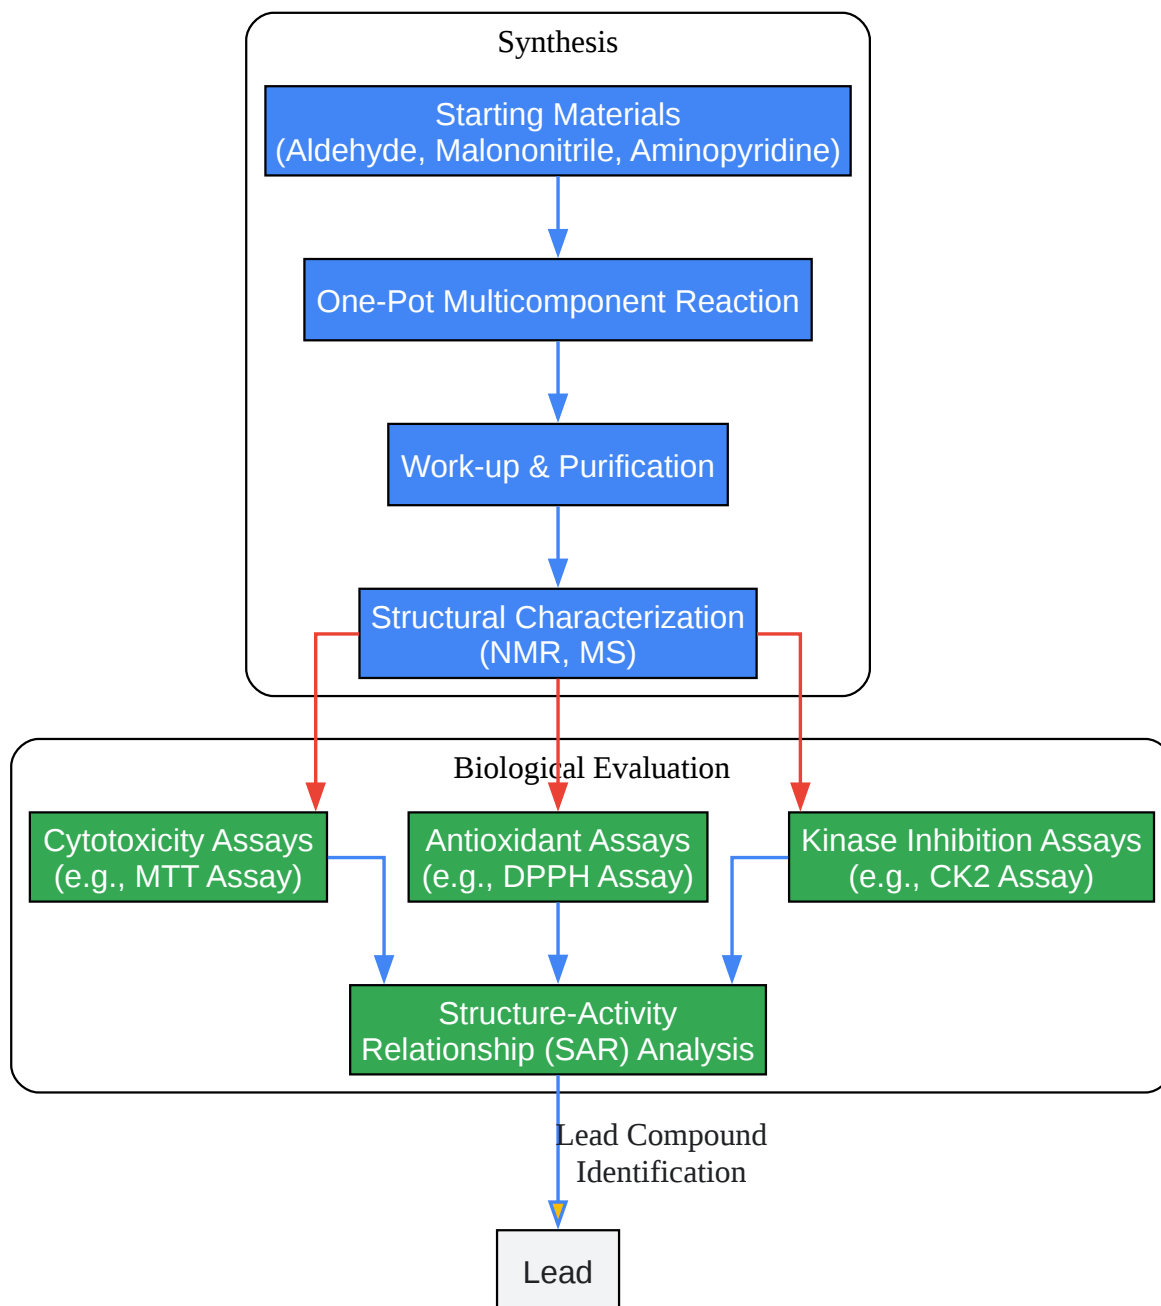 Synthesis
Starting Materials
(Aldehyde, Malononitrile, Aminopyridine)
One-Pot Multicomponent Reaction
Work-up & Purification
Structural Characterization
(NMR, MS)
Biological Evaluation
Cytotoxicity Assays
(e.g., MTT Assay)
Antioxidant Assays
(e.g., DPPH Assay)
Kinase Inhibition Assays
(e.g., CK2 Assay)
Structure-Activity
Relationship (SAR) Analysis
Lead Compound
Identification
Lead